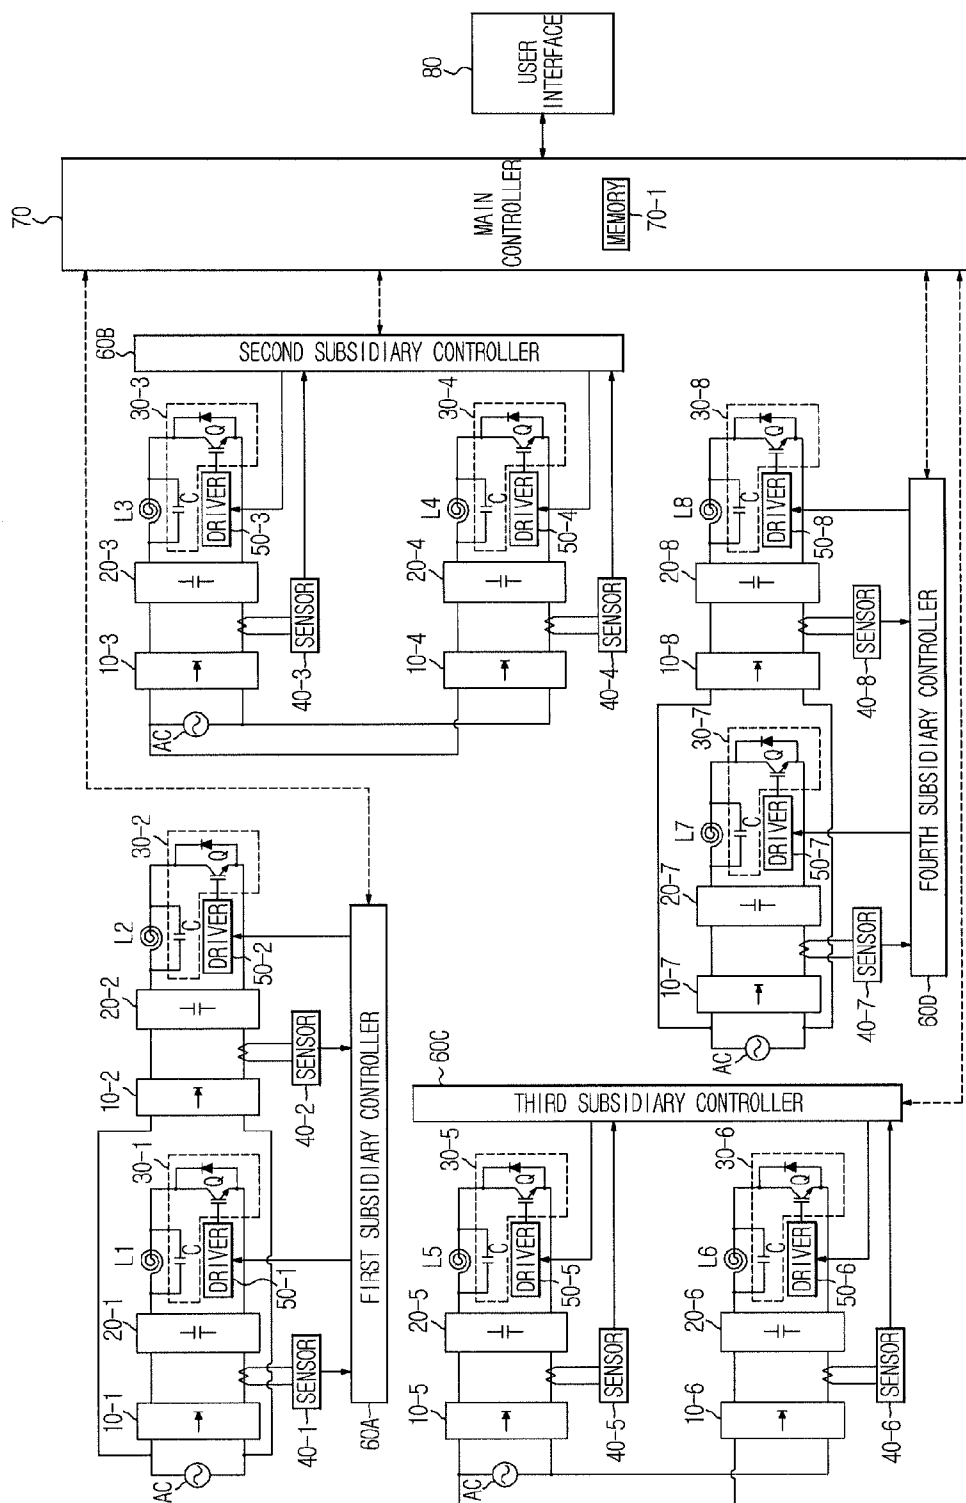 70
MAIN
CONTROLLER
MEMORY
70-1
80
USER
INTERFACE
60B
SECOND SUBSIDIARY CONTROLLER
10-3
20-3
L3
30-3
C
Q
DRIVER
50-3
SENSOR
40-3
AC
10-4
20-4
L4
30-4
C
Q
DRIVER
50-4
SENSOR
40-4
10-1
20-1
L1
30-1
C
Q
DRIVER
50-1
SENSOR
40-1
AC
10-2
20-2
L2
30-2
C
Q
DRIVER
50-2
SENSOR
40-2
FIRST SUBSIDIARY CONTROLLER
60A
60C
THIRD SUBSIDIARY CONTROLLER
10-5
20-5
L5
30-5
C
Q
DRIVER
50-5
SENSOR
40-5
AC
10-6
20-6
L6
30-6
C
Q
DRIVER
50-6
SENSOR
40-6
10-7
20-7
L7
30-7
C
Q
DRIVER
50-7
SENSOR
40-7
AC
10-8
20-8
L8
30-8
C
Q
DRIVER
50-8
SENSOR
40-8
FOURTH SUBSIDIARY CONTROLLER
60D